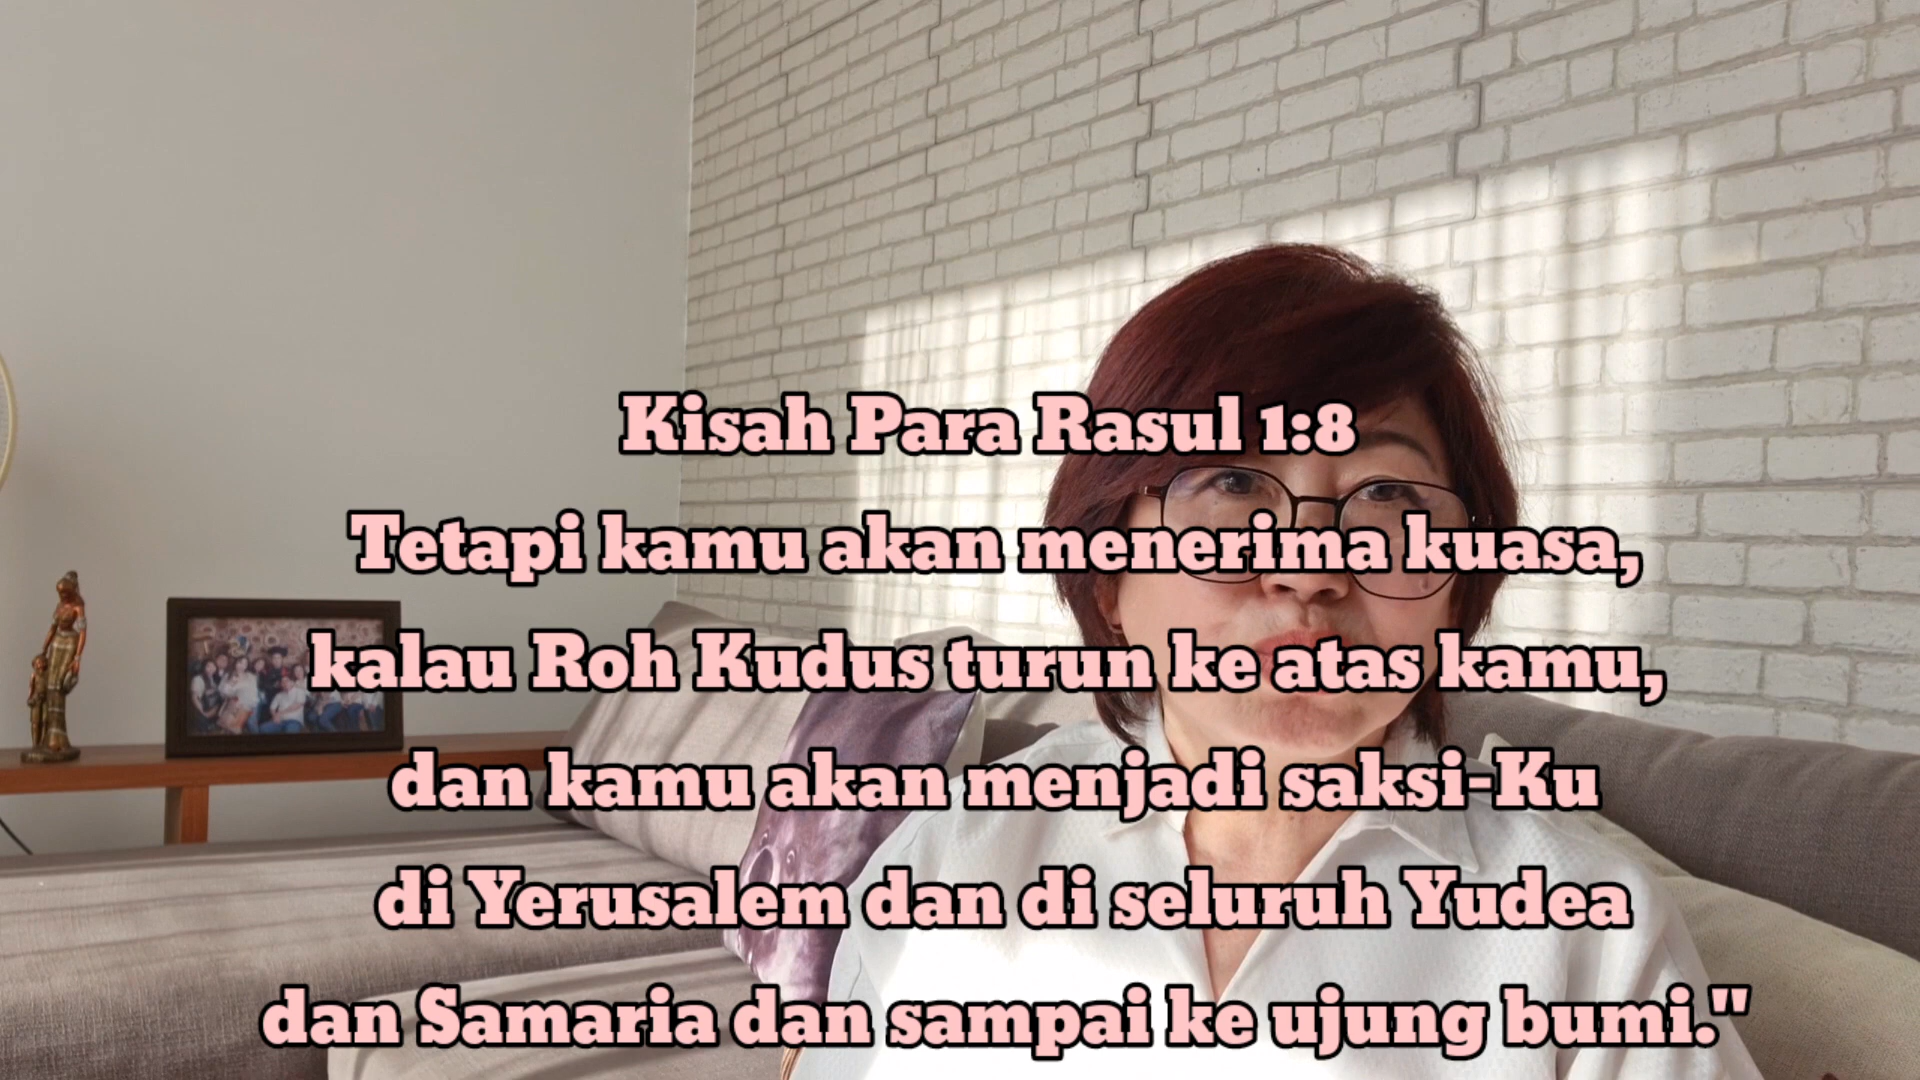 Kisah Para Rasul 1:8
Tetapi kamu akan menerima kuasa,
kalau Roh Kudus turun ke atas kamu,
dan kamu akan menjadi saksi-Ku
di Yerusalem dan di seluruh Yudea
dan Samaria dan sampai ke ujung bumi."